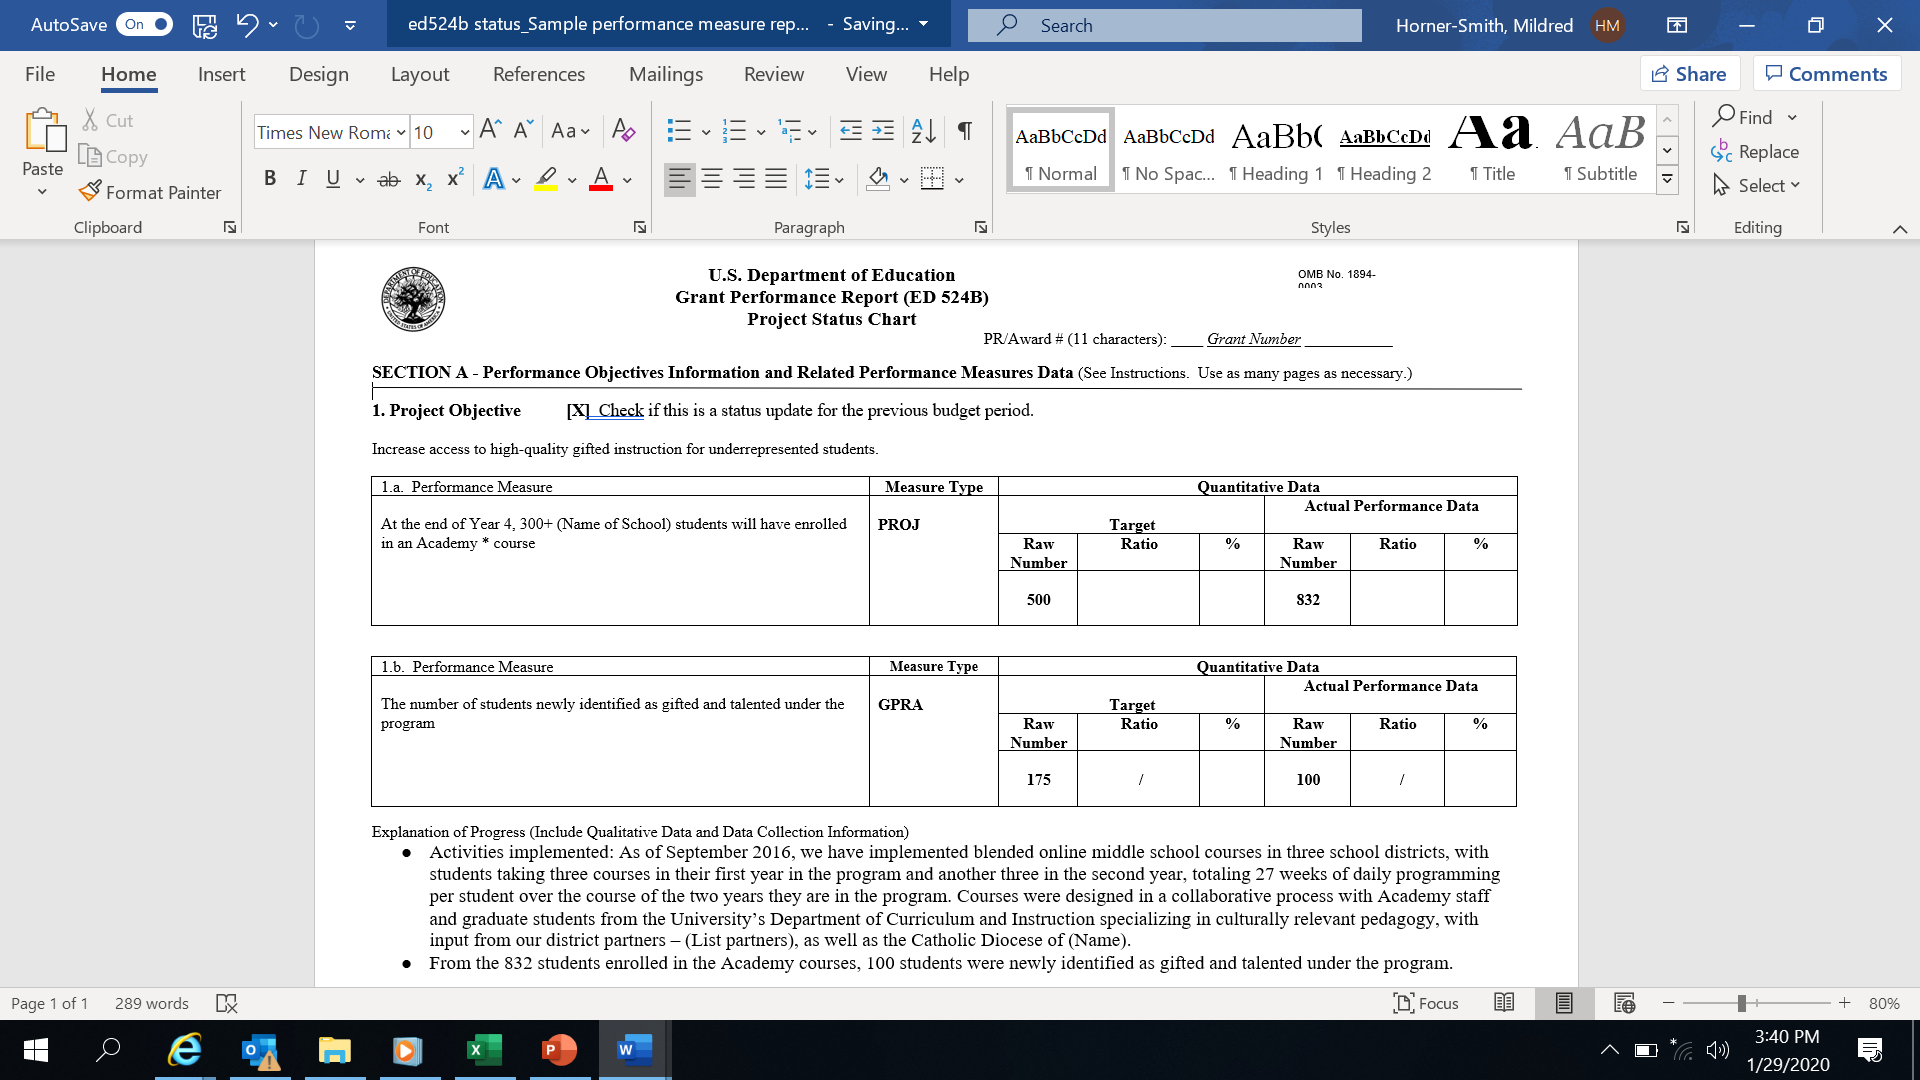 AutoSave On ed524b status_Sample performance measure rep... - Saving... Search Horner-Smith, Mildred HM
File Home Insert Design Layout References Mailings Review View Help Share Comments
Paste Cut Copy Format Painter
Clipboard
Times New Roma 10 Aa
B I U ab x2 x2 A A
Font
Paragraph
AaBbCcDd AaBbCcDd AaBb( AaBbCcDd Aa. AaB
¶ Normal ¶ No Spac... ¶ Heading 1 ¶ Heading 2 ¶ Title ¶ Subtitle
Styles
Find
Replace
Select
Editing
DEPARTMENT OF EDUCATION UNITED STATES OF AMERICA
U.S. Department of Education
Grant Performance Report (ED 524B)
Project Status Chart
OMB No. 1894-
0003
PR/Award # (11 characters): ____ Grant Number ___________
SECTION A - Performance Objectives Information and Related Performance Measures Data (See Instructions. Use as many pages as necessary.)
1. Project Objective [X] Check if this is a status update for the previous budget period.
Increase access to high-quality gifted instruction for underrepresented students.
1.a. Performance Measure Measure Type Quantitative Data
At the end of Year 4, 300+ (Name of School) students will have enrolled
in an Academy * course
PROJ
Target Actual Performance Data
Raw Number Ratio % Raw Number Ratio %
500 832
1.b. Performance Measure Measure Type Quantitative Data
The number of students newly identified as gifted and talented under the
program
GPRA
Target Actual Performance Data
Raw Number Ratio % Raw Number Ratio %
175 / 100 /
Explanation of Progress (Include Qualitative Data and Data Collection Information)
● Activities implemented: As of September 2016, we have implemented blended online middle school courses in three school districts, with
students taking three courses in their first year in the program and another three in the second year, totaling 27 weeks of daily programming
per student over the course of the two years they are in the program. Courses were designed in a collaborative process with Academy staff
and graduate students from the University’s Department of Curriculum and Instruction specializing in culturally relevant pedagogy, with
input from our district partners – (List partners), as well as the Catholic Diocese of (Name).
● From the 832 students enrolled in the Academy courses, 100 students were newly identified as gifted and talented under the program.
Page 1 of 1 289 words Focus 80%
3:40 PM
1/29/2020